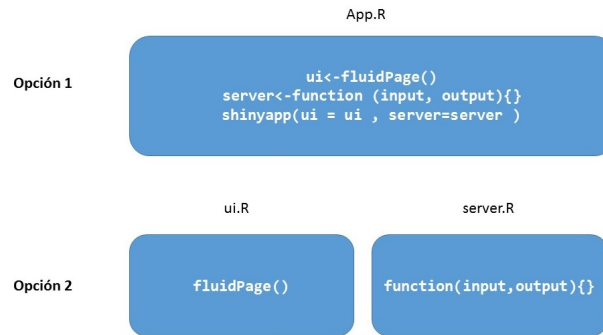 App.R
Opción 1
ui<-fluidPage()
server<-function (input, output){}
shinyapp(ui = ui , server=server )
ui.R
server.R
Opción 2
fluidPage()
function(input,output){}